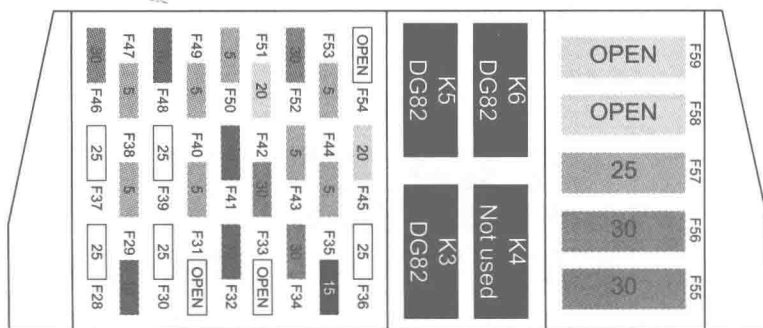 F59 F58 F57 F56 F55
OPEN OPEN 25 30 30
K6 DG82
K4 Not used
K5 DG82
K3 DG82
OPEN F54 20 F45 25 F36
F53 5 F44 5 F35 15
30 F52 5 F43 30 F34
F51 20 F42 30 F33 OPEN
5 F50 F41 F32
F49 5 F40 5 F31 OPEN
F48 25 F39 25 F30
F47 5 F38 5 F29
30 F46 25 F37 25 F28